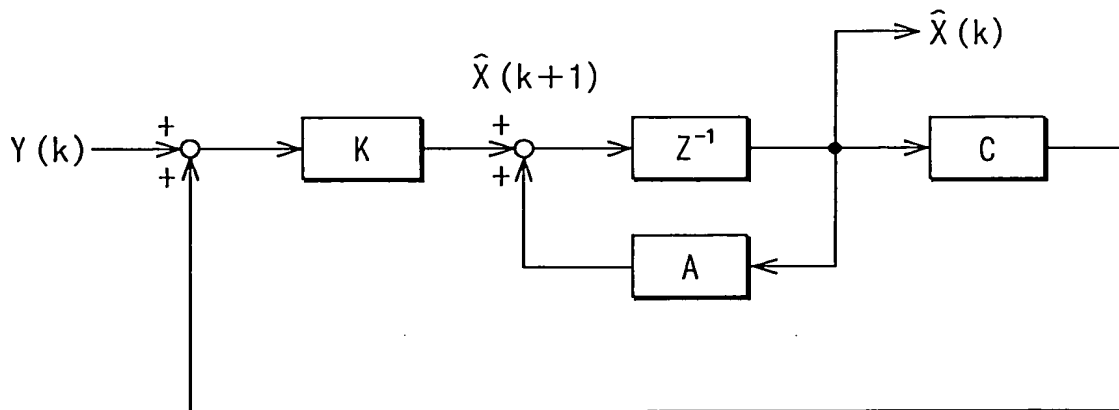 X̂(k)
X̂(k+1)
Y(k)
+
+
K
+
+
Z⁻¹
C
A